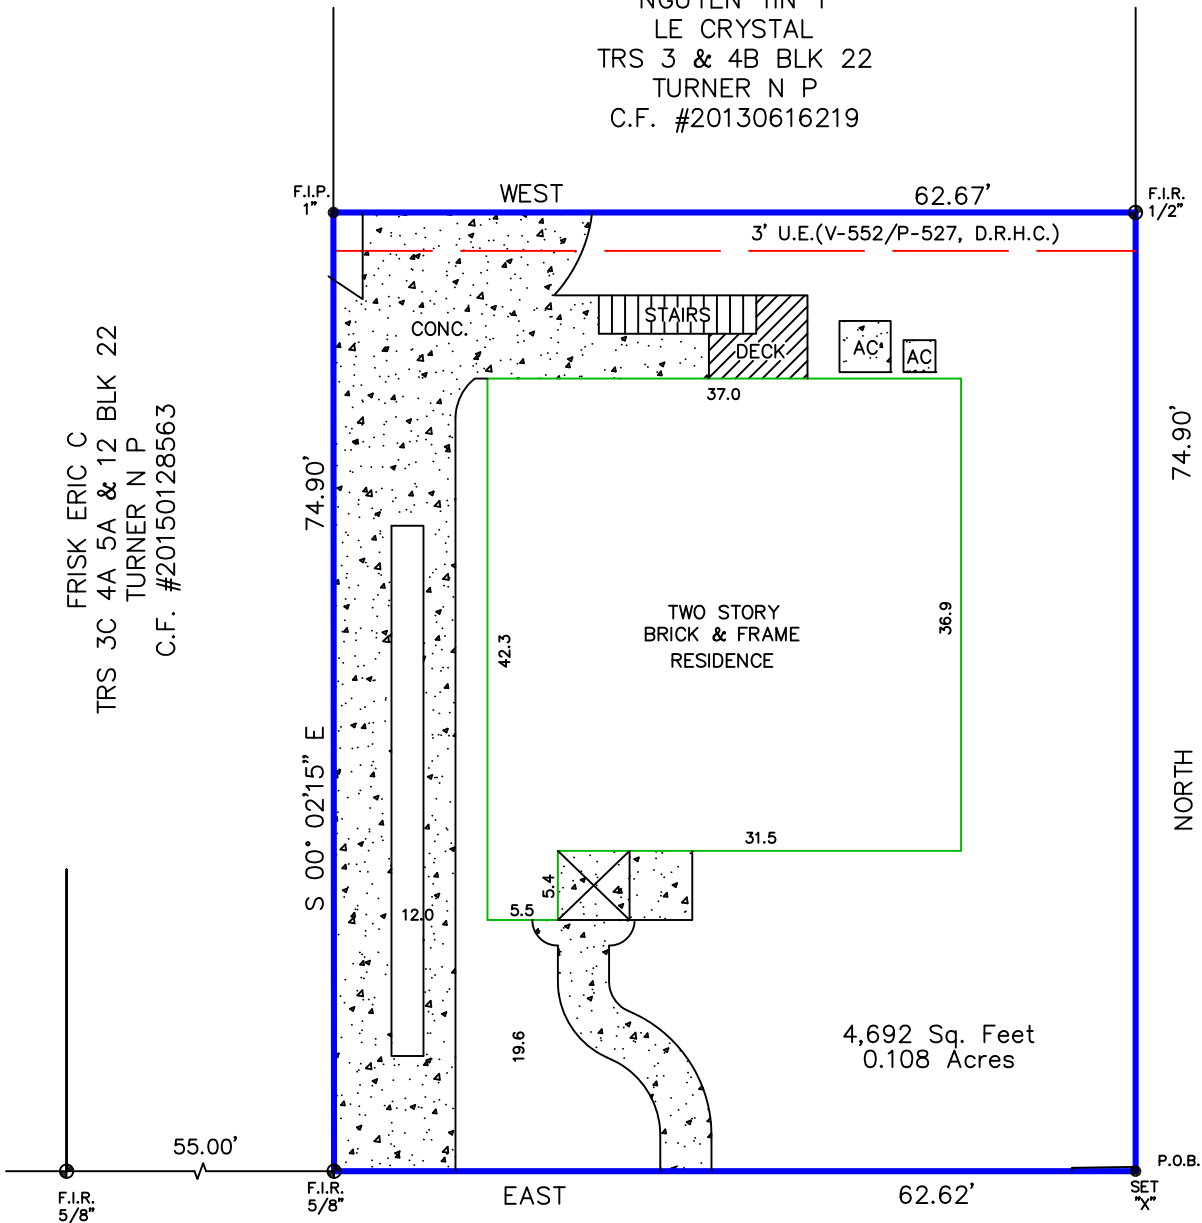 LE CRYSTAL
TRS 3 & 4B BLK 22
TURNER N P
C.F. #20130616219
F.I.P.
1"
WEST
62.67'
F.I.R.
1/2"
3' U.E.(V-552/P-527, D.R.H.C.)
CONC.
STAIRS
DECK
AC
AC
37.0
FRISK ERIC C
TRS 3C 4A 5A & 12 BLK 22
TURNER N P
C.F. #20150128563
74.90'
S 00° 02'15" E
42.3
TWO STORY
BRICK & FRAME
RESIDENCE
36.9
74.90'
NORTH
31.5
5.4
5.5
12.0
19.6
4,692 Sq. Feet
0.108 Acres
55.00'
F.I.R.
5/8"
F.I.R.
5/8"
EAST
62.62'
P.O.B.
SET
"X"